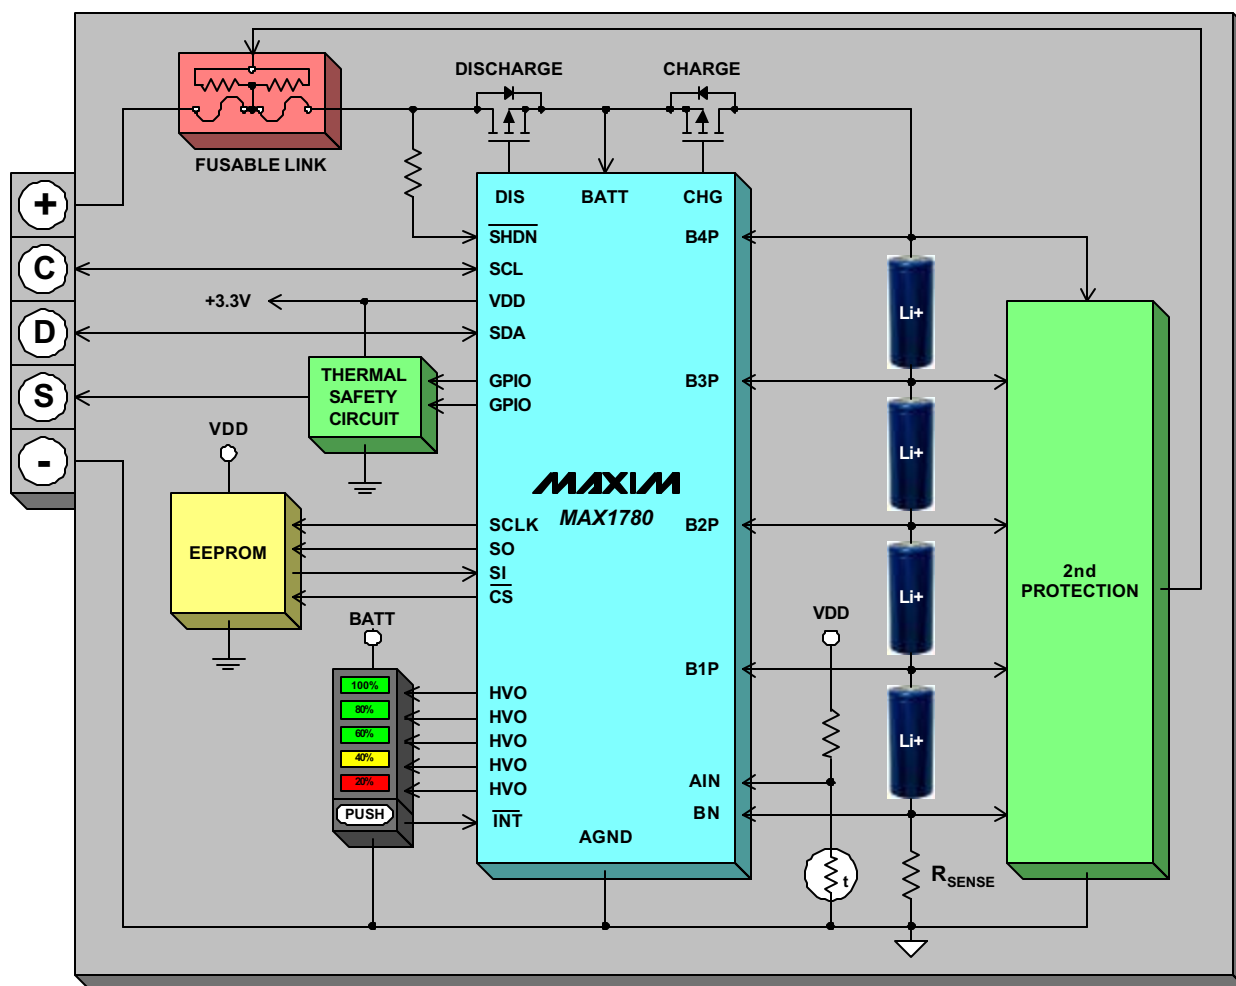 DISCHARGE
CHARGE
FUSABLE LINK
+
C
D
S
-
DIS
BATT
CHG
SHDN
SCL
+3.3V
VDD
SDA
THERMAL
SAFETY
CIRCUIT
GPIO
GPIO
B4P
B3P
B2P
B1P
Li+
Li+
Li+
Li+
MAXIM
MAX1780
VDD
EEPROM
SCLK
SO
SI
CS
BATT
100%
80%
60%
40%
20%
PUSH
HVO
HVO
HVO
HVO
HVO
INT
AGND
VDD
AIN
BN
t
RSENSE
2nd
PROTECTION